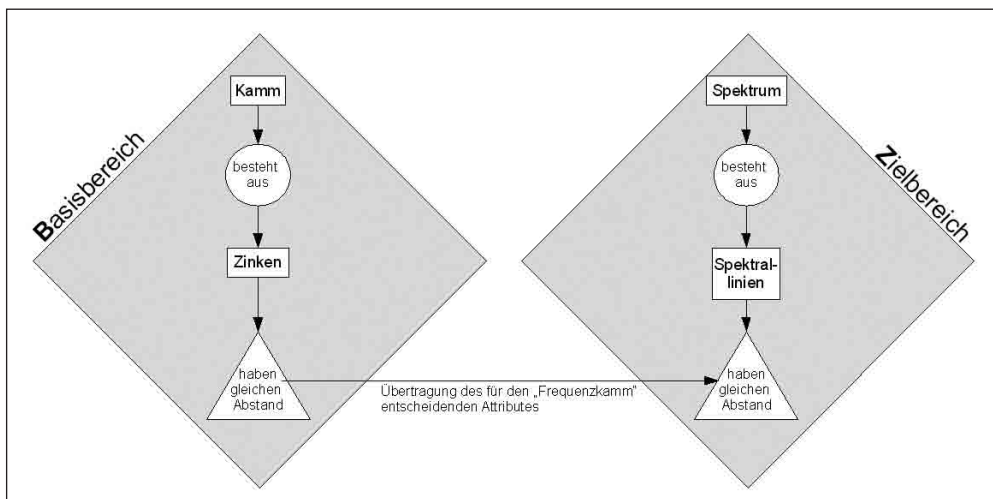 Kamm
besteht
aus
Zinken
haben
gleichen
Abstand
Basisbereich
Übertragung des für den „Frequenzkamm“
entscheidenden Attributes
Spektrum
besteht
aus
Spektral-
linien
haben
gleichen
Abstand
Zielbereich